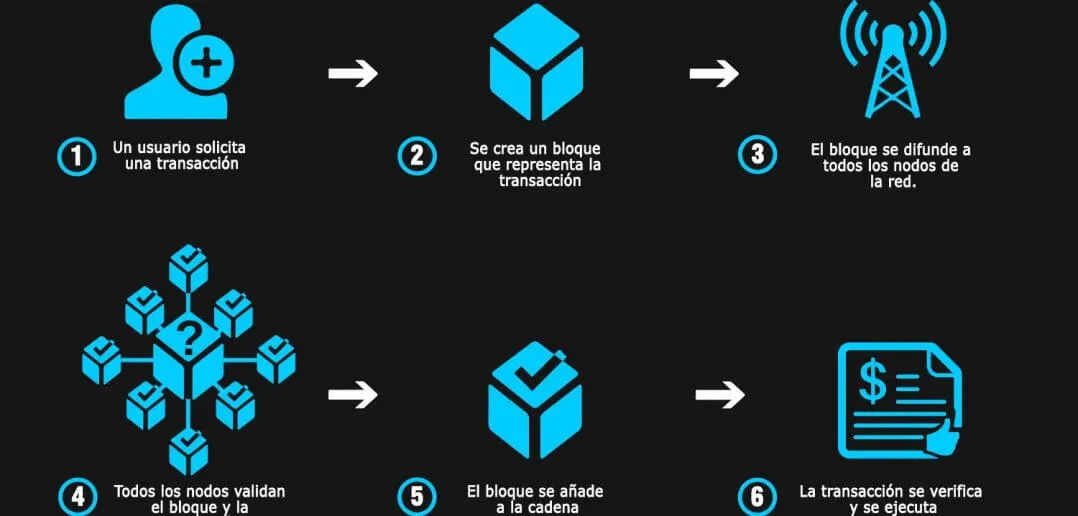 1
Un usuario solicita
una transacción
2
Se crea un bloque
que representa la
transacción
3
El bloque se difunde a
todos los nodos de
la red.
?
4
Todos los nodos validan
el bloque y la
5
El bloque se añade
a la cadena
$
6
La transacción se verifica
y se ejecuta